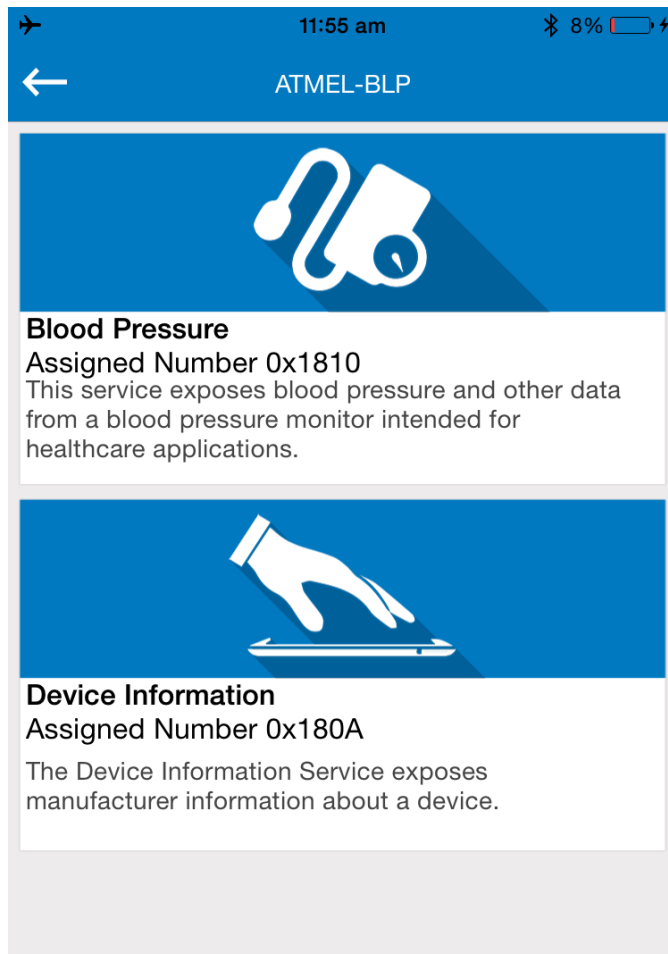 11:55 am 8%
ATMEL-BLP
Blood Pressure
Assigned Number 0x1810
This service exposes blood pressure and other data
from a blood pressure monitor intended for
healthcare applications.
Device Information
Assigned Number 0x180A
The Device Information Service exposes
manufacturer information about a device.